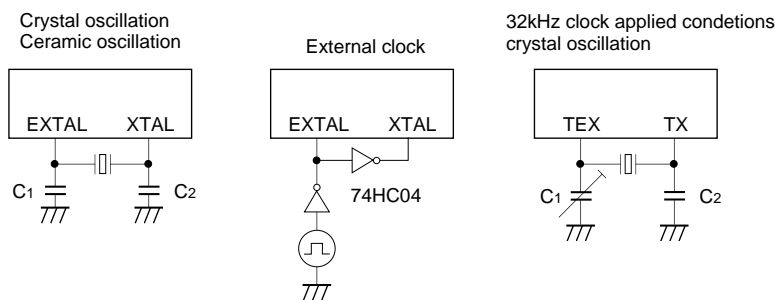 Crystal oscillation
Ceramic oscillation
EXTAL XTAL
C1 C2
External clock
EXTAL XTAL
74HC04
32kHz clock applied condetions
crystal oscillation
TEX TX
C1 C2